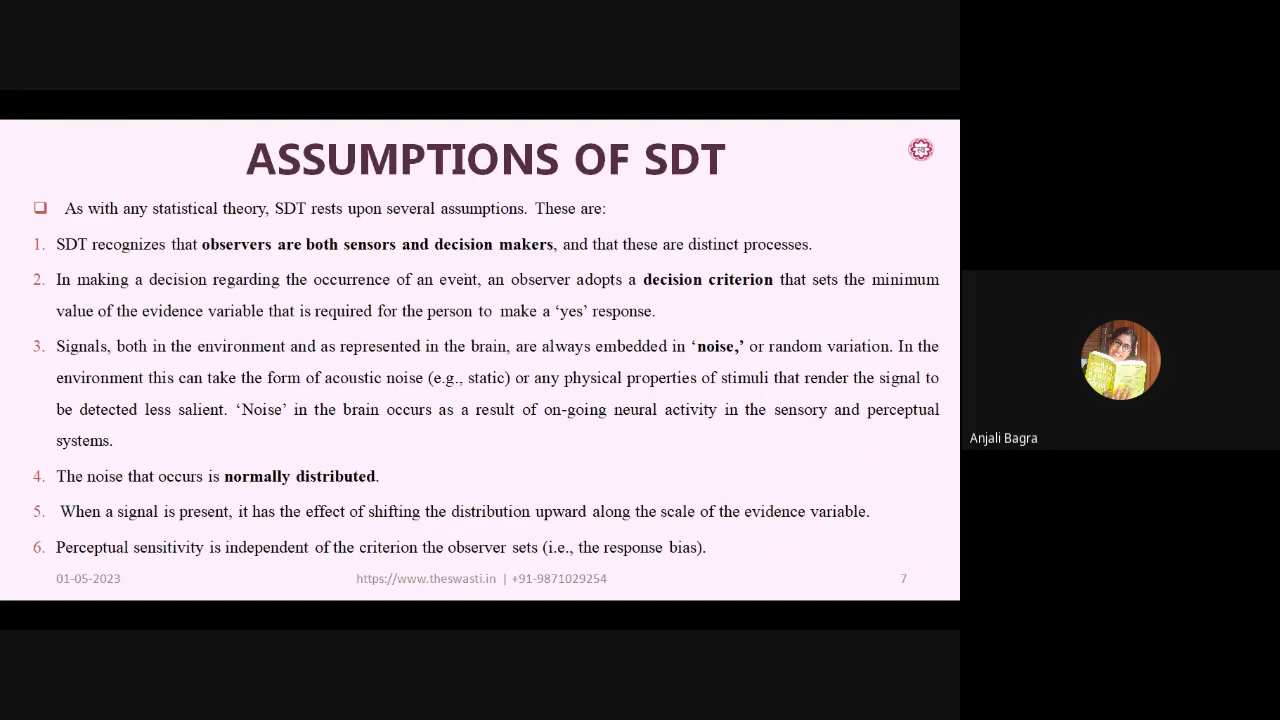 ASSUMPTIONS OF SDT
❑ As with any statistical theory, SDT rests upon several assumptions. These are:
1. SDT recognizes that observers are both sensors and decision makers, and that these are distinct processes.
2. In making a decision regarding the occurrence of an event, an observer adopts a decision criterion that sets the minimum
value of the evidence variable that is required for the person to make a ‘yes’ response.
3. Signals, both in the environment and as represented in the brain, are always embedded in ‘noise,’ or random variation. In the
environment this can take the form of acoustic noise (e.g., static) or any physical properties of stimuli that render the signal to
be detected less salient. ‘Noise’ in the brain occurs as a result of on-going neural activity in the sensory and perceptual
systems.
4. The noise that occurs is normally distributed.
5. When a signal is present, it has the effect of shifting the distribution upward along the scale of the evidence variable.
6. Perceptual sensitivity is independent of the criterion the observer sets (i.e., the response bias).
01-05-2023 https://www.theswasti.in | +91-9871029254 7
Anjali Bagra